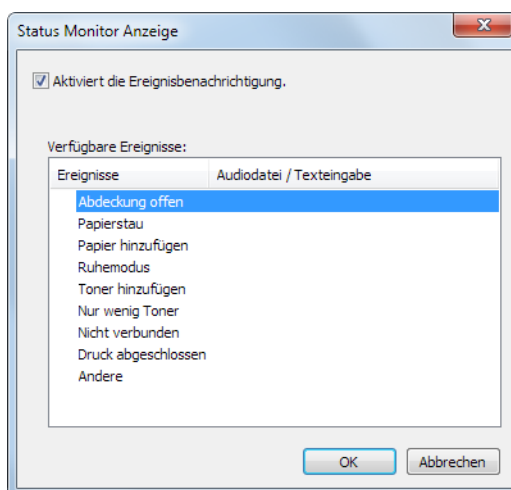 Status Monitor Anzeige
Aktiviert die Ereignisbenachrichtigung.
Verfügbare Ereignisse:
Ereignisse Audiodatei / Texteingabe
Abdeckung offen
Papierstau
Papier hinzufügen
Ruhemodus
Toner hinzufügen
Nur wenig Toner
Nicht verbunden
Druck abgeschlossen
Andere
OK Abbrechen